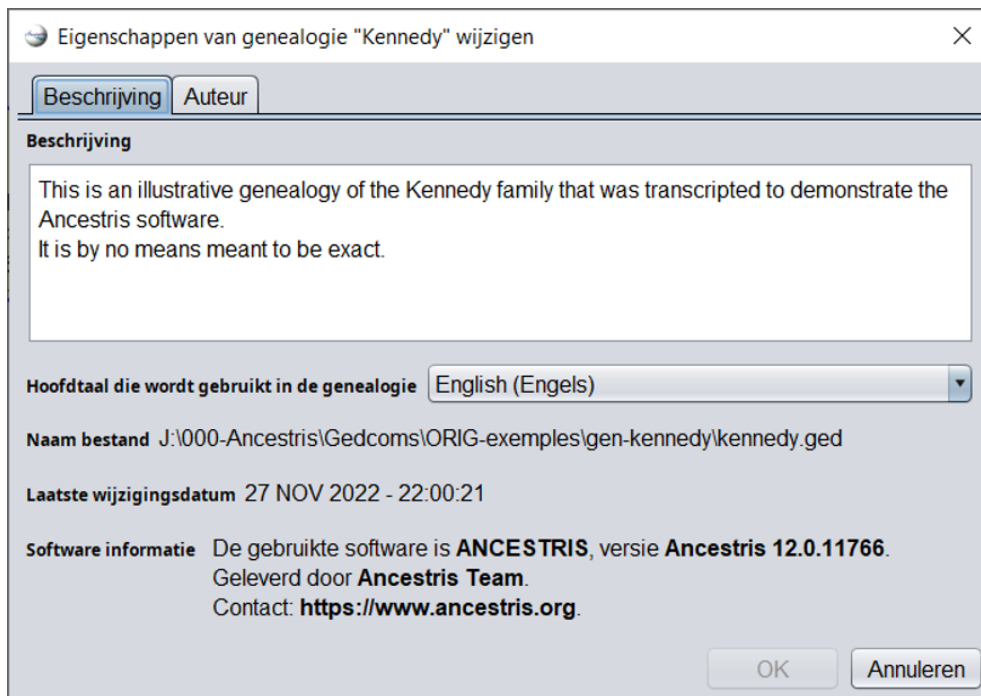 Eigenschappen van genealogie "Kennedy" wijzigen
Beschrijving Auteur
Beschrijving
This is an illustrative genealogy of the Kennedy family that was transcripted to demonstrate the
Ancestris software.
It is by no means meant to be exact.
Hoofdtaal die wordt gebruikt in de genealogie English (Engels)
Naam bestand J:\000-Ancestris\Gedcoms\ORIG-exemples\gen-kennedy\kennedy.ged
Laatste wijzigingsdatum 27 NOV 2022 - 22:00:21
Software informatie De gebruikte software is ANCESTRIS, versie Ancestris 12.0.11766.
Geleverd door Ancestris Team.
Contact: https://www.ancestris.org.
OK Annuleren